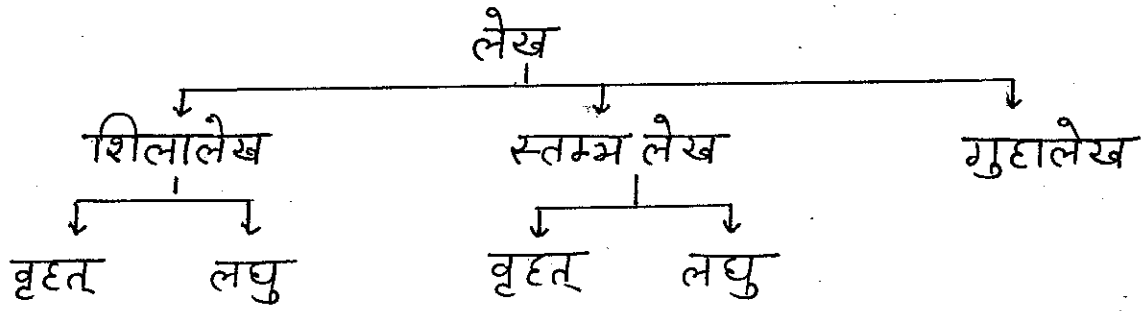 लेख
शिलालेख स्तम्भ लेख गुहालेख
वृहत् लघु वृहत् लघु